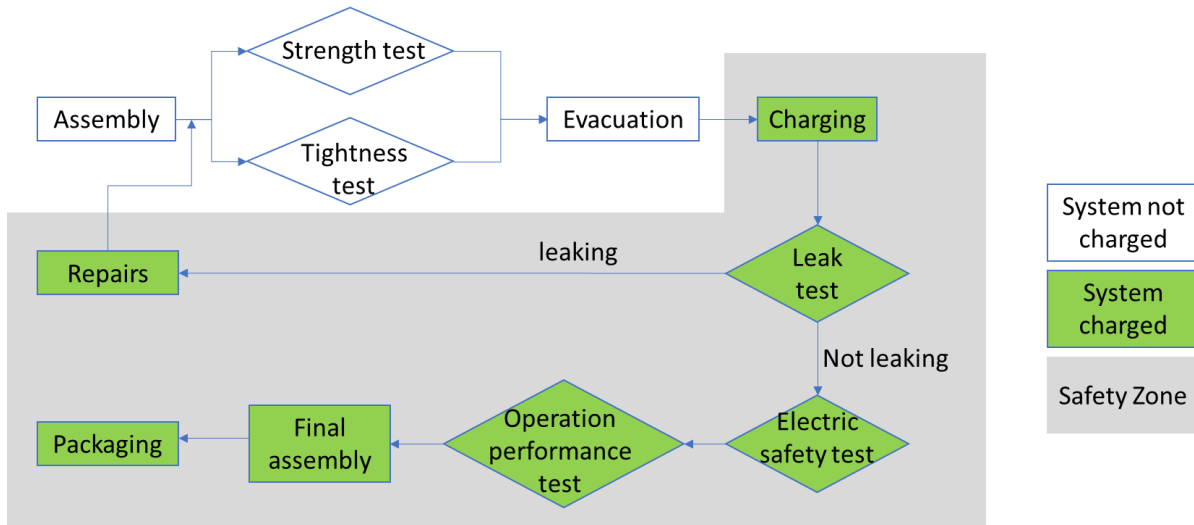 Strength test
Assembly
Tightness
test
Evacuation
Charging
Repairs
leaking
Leak
test
Not leaking
Packaging
Final
assembly
Operation
performance
test
Electric
safety test
System not
charged
System
charged
Safety Zone